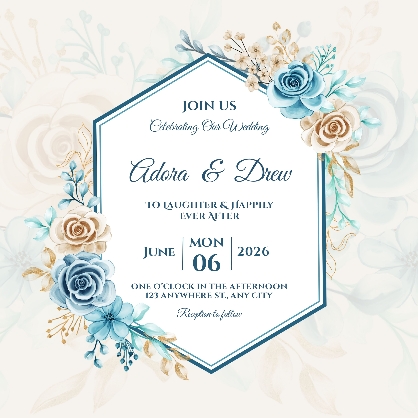 JOIN US
Celebrating Our Wedding
Adora & Drew
TO LAUGHTER & HAPPILY
EVER AFTER
JUNE MON 06 2026
ONE O'CLOCK IN THE AFTERNOON
123 ANYWHERE ST., ANY CITY
Reception to follow